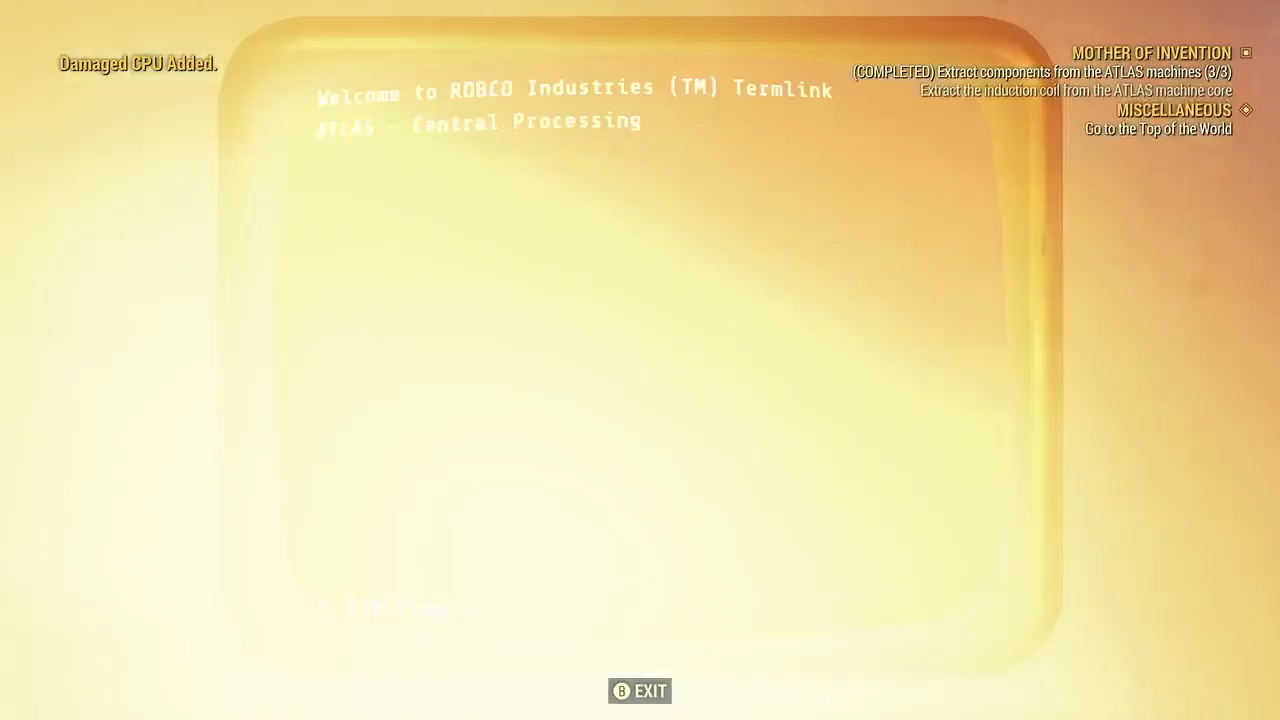 Damaged CPU Added.
MOTHER OF INVENTION
(COMPLETED) Extract components from the ATLAS machines (3/3)
Extract the induction coil from the ATLAS machine core
MISCELLANEOUS
Go to the Top of the World
Welcome to ROBCO Industries (TM) Termlink
ATLAS - Central Processing
B EXIT